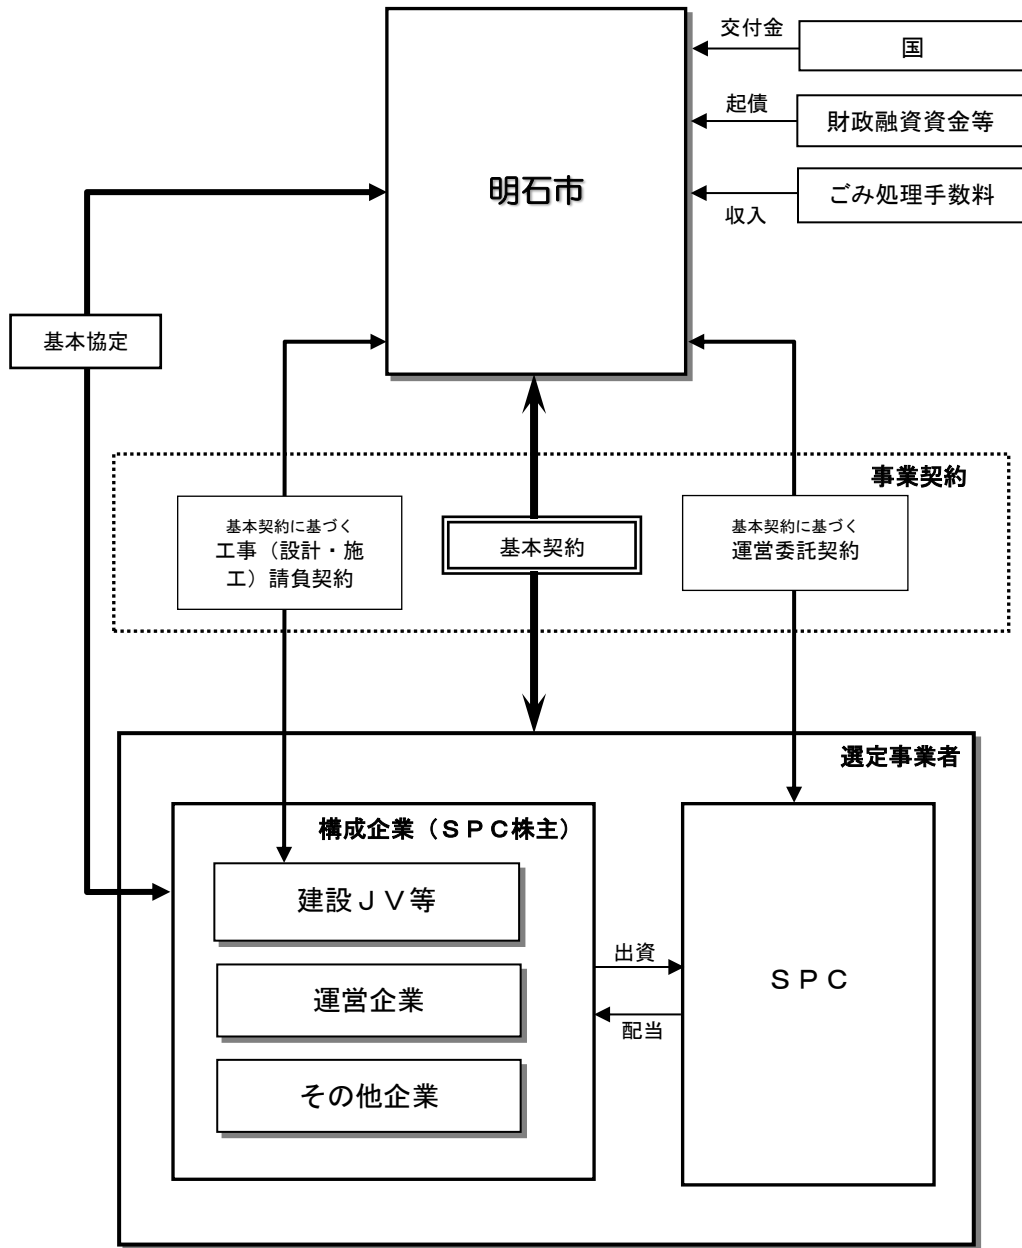 交付金
国
起債
財政融資資金等
明石市
ごみ処理手数料
収入
基本協定
事業契約
基本契約に基づく
工事（設計・施
工）請負契約
基本契約
基本契約に基づく
運営委託契約
選定事業者
構成企業（ＳＰＣ株主）
建設ＪＶ等
運営企業
その他企業
出資
配当
ＳＰＣ